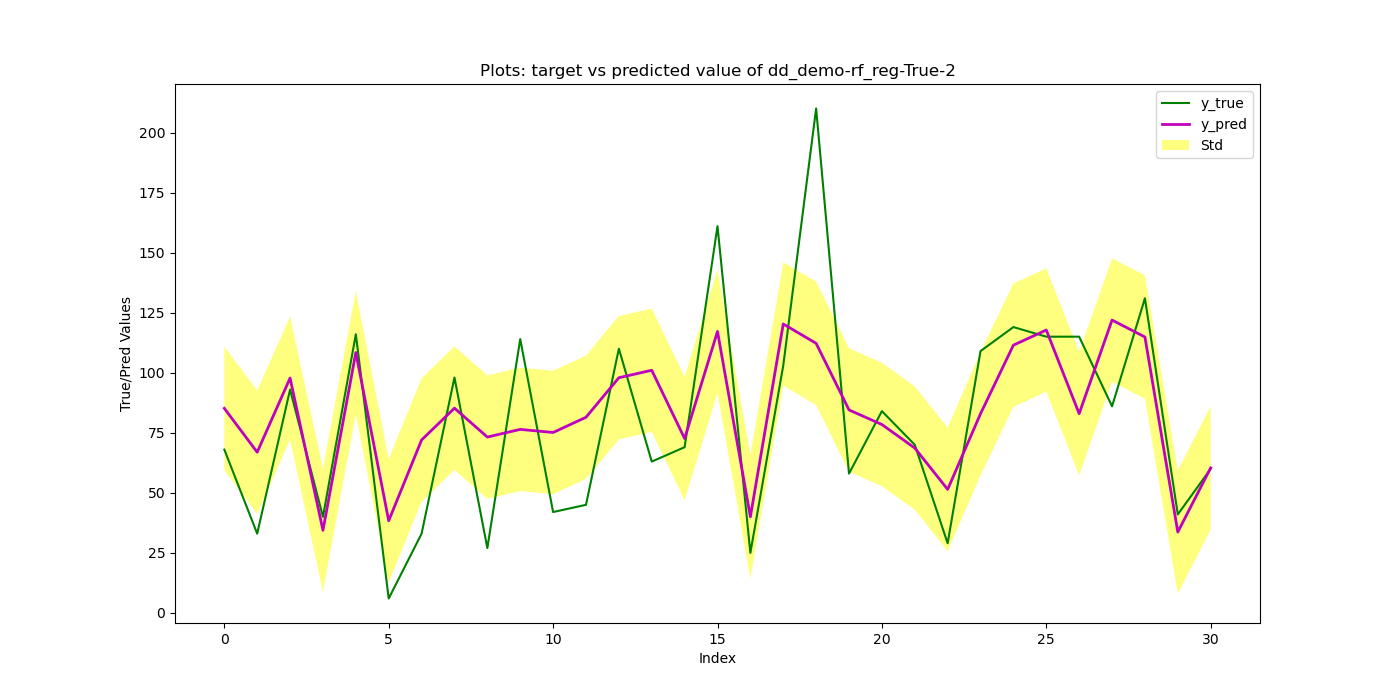 Plots: target vs predicted value of dd_demo-rf_reg-True-2
y_true
y_pred
Std
True/Pred Values
200
175
150
125
100
75
50
25
0
0 5 10 15 20 25 30
Index